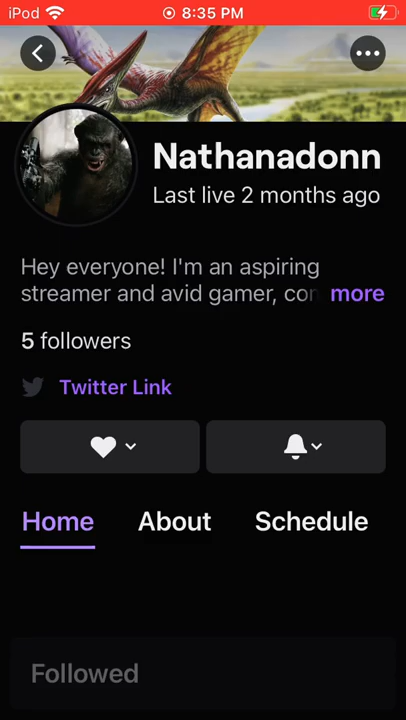 iPod 8:35 PM
Nathanadonn
Last live 2 months ago
Hey everyone! I'm an aspiring
streamer and avid gamer, con more
5 followers
Twitter Link
Home About Schedule
Followed